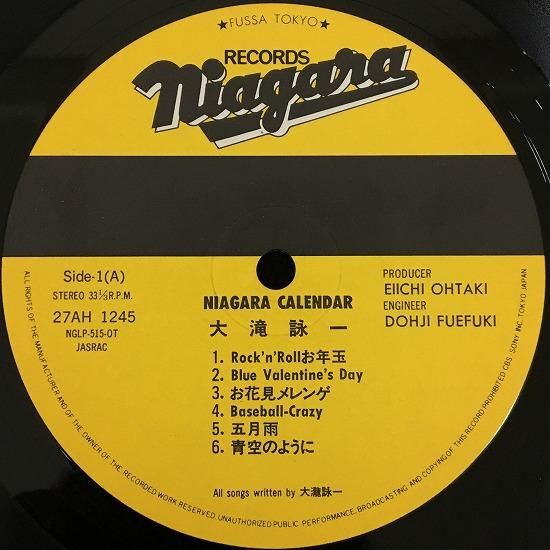 ★FUSSA TOKYO★
RECORDS
Niagara
Side-1(A)
STEREO 33⅓R.P.M.
27AH 1245
NGLP-515-OT
JASRAC
PRODUCER
EIICHI OHTAKI
ENGINEER
DOHJI FUEFUKI
NIAGARA CALENDAR
大滝詠一
1. Rock'n'Rollお年玉
2. Blue Valentine's Day
3. お花見メレンゲ
4. Baseball-Crazy
5. 五月雨
6. 青空のように
All songs written by 大瀧詠一
ALL RIGHTS OF THE MANUFACTURER AND OF THE OWNER OF THE RECORDED WORK RESERVED. UNAUTHORIZED PUBLIC PERFORMANCE, BROADCASTING AND COPYING OF THIS RECORD PROHIBITED CBS/SONY INC. TOKYO JAPAN